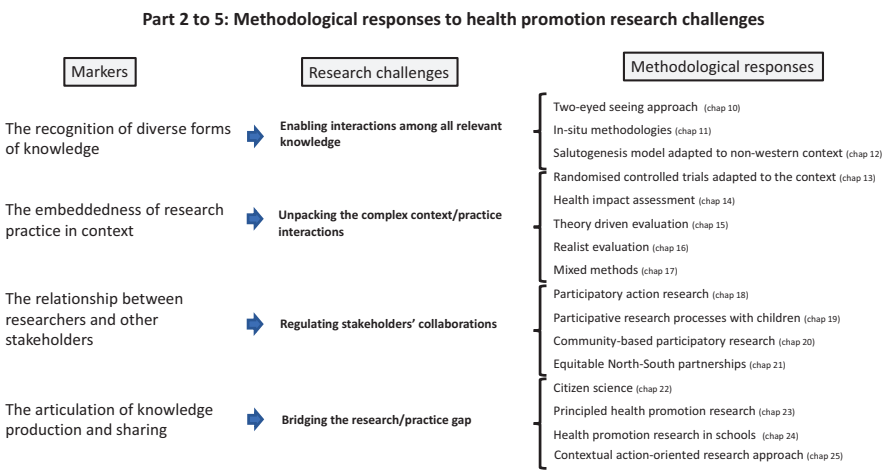 Part 2 to 5: Methodological responses to health promotion research challenges
Markers
Research challenges
Methodological responses
The recognition of diverse forms
of knowledge
Enabling interactions among all relevant
knowledge
Two-eyed seeing approach (chap 10)
In-situ methodologies (chap 11)
Salutogenesis model adapted to non-western context (chap 12)
The embeddedness of research
practice in context
Unpacking the complex context/practice
interactions
Randomised controlled trials adapted to the context (chap 13)
Health impact assessment (chap 14)
Theory driven evaluation (chap 15)
Realist evaluation (chap 16)
Mixed methods (chap 17)
The relationship between
researchers and other
stakeholders
Regulating stakeholders’ collaborations
Participatory action research (chap 18)
Participative research processes with children (chap 19)
Community-based participatory research (chap 20)
Equitable North-South partnerships (chap 21)
The articulation of knowledge
production and sharing
Bridging the research/practice gap
Citizen science (chap 22)
Principled health promotion research (chap 23)
Health promotion research in schools (chap 24)
Contextual action-oriented research approach (chap 25)